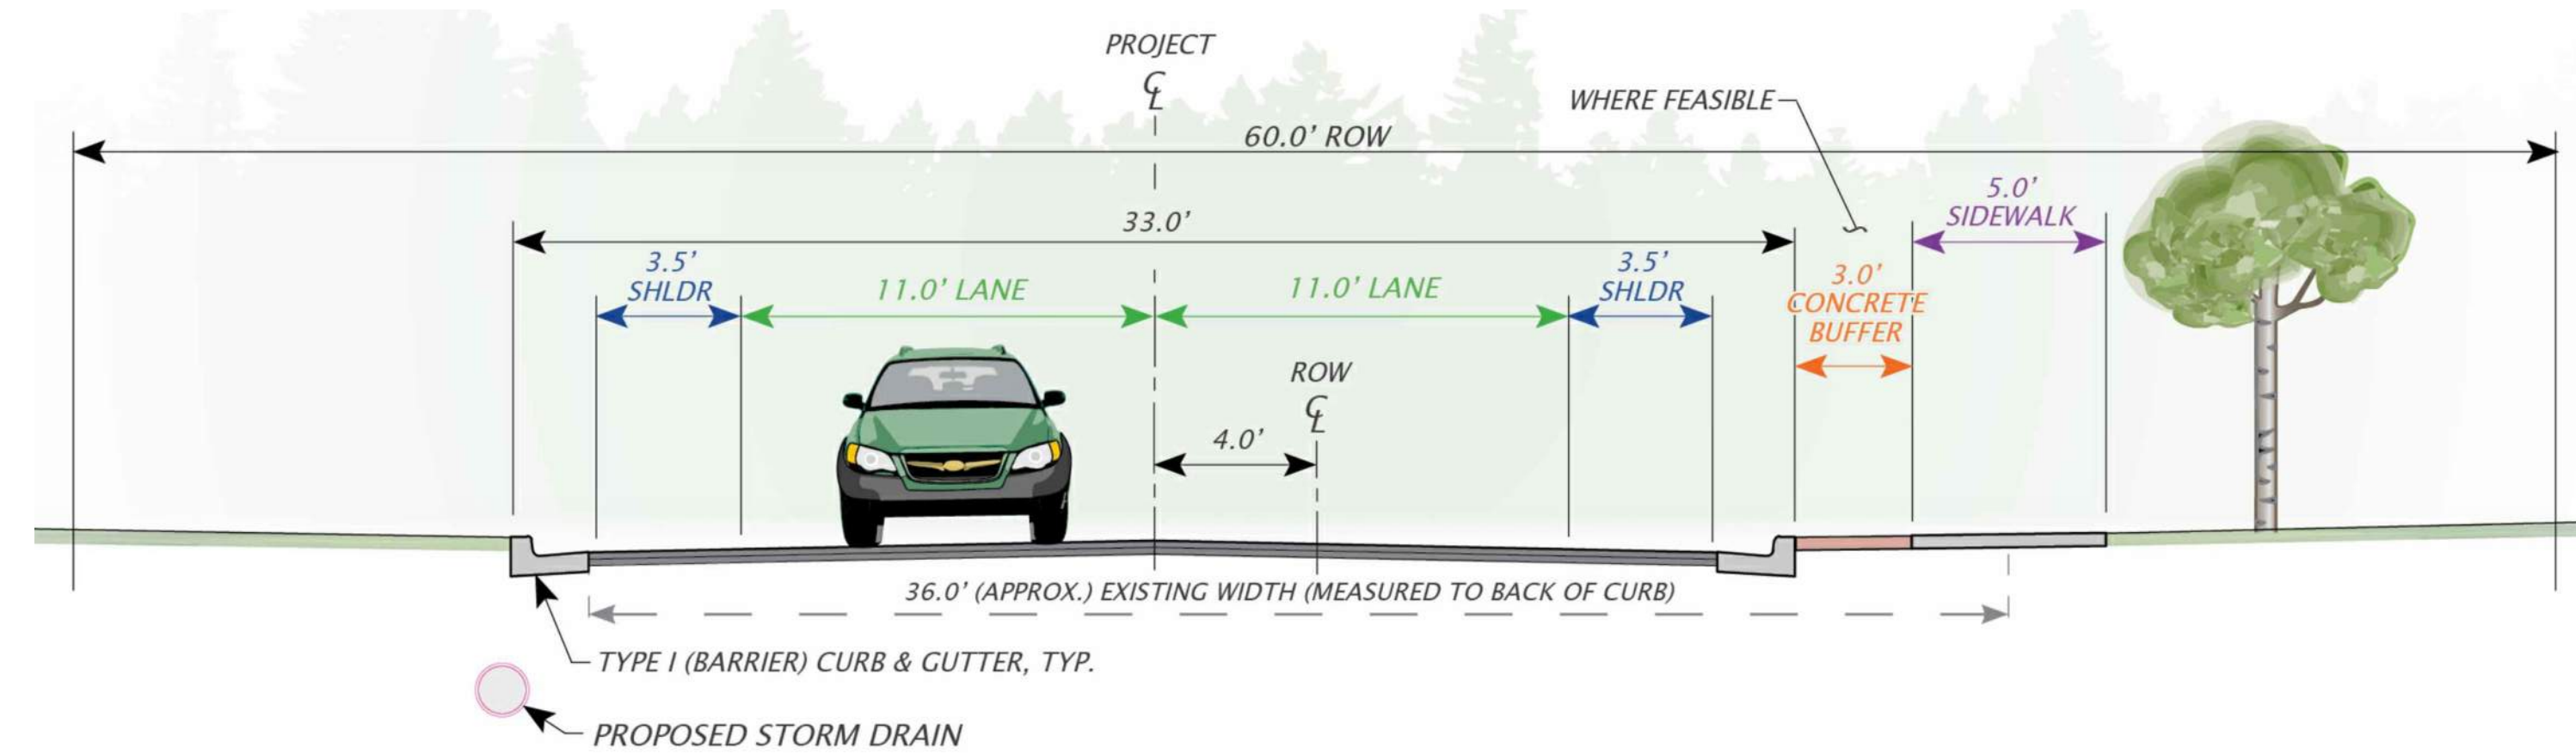 PROJECT
℄
WHERE FEASIBLE
60.0' ROW
5.0'
SIDEWALK
33.0'
3.5'
SHLDR
11.0' LANE
11.0' LANE
3.5'
SHLDR
3.0'
CONCRETE
BUFFER
ROW
℄
4.0'
36.0' (APPROX.) EXISTING WIDTH (MEASURED TO BACK OF CURB)
TYPE I (BARRIER) CURB & GUTTER, TYP.
PROPOSED STORM DRAIN